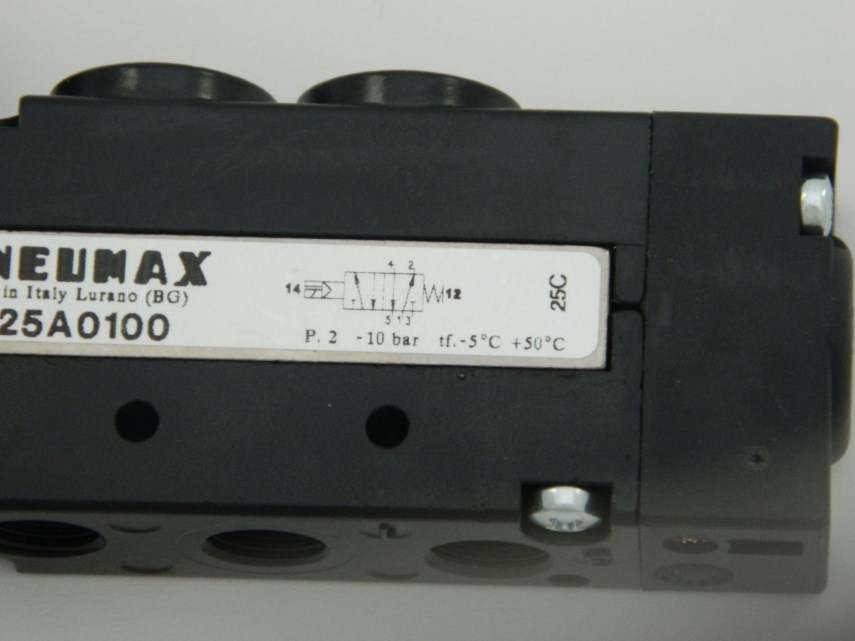 NEUMAX
in Italy Lurano (BG)
25A0100
4 2
14
12
5 1 3
P. 2 -10 bar tf.-5°C +50°C
25C